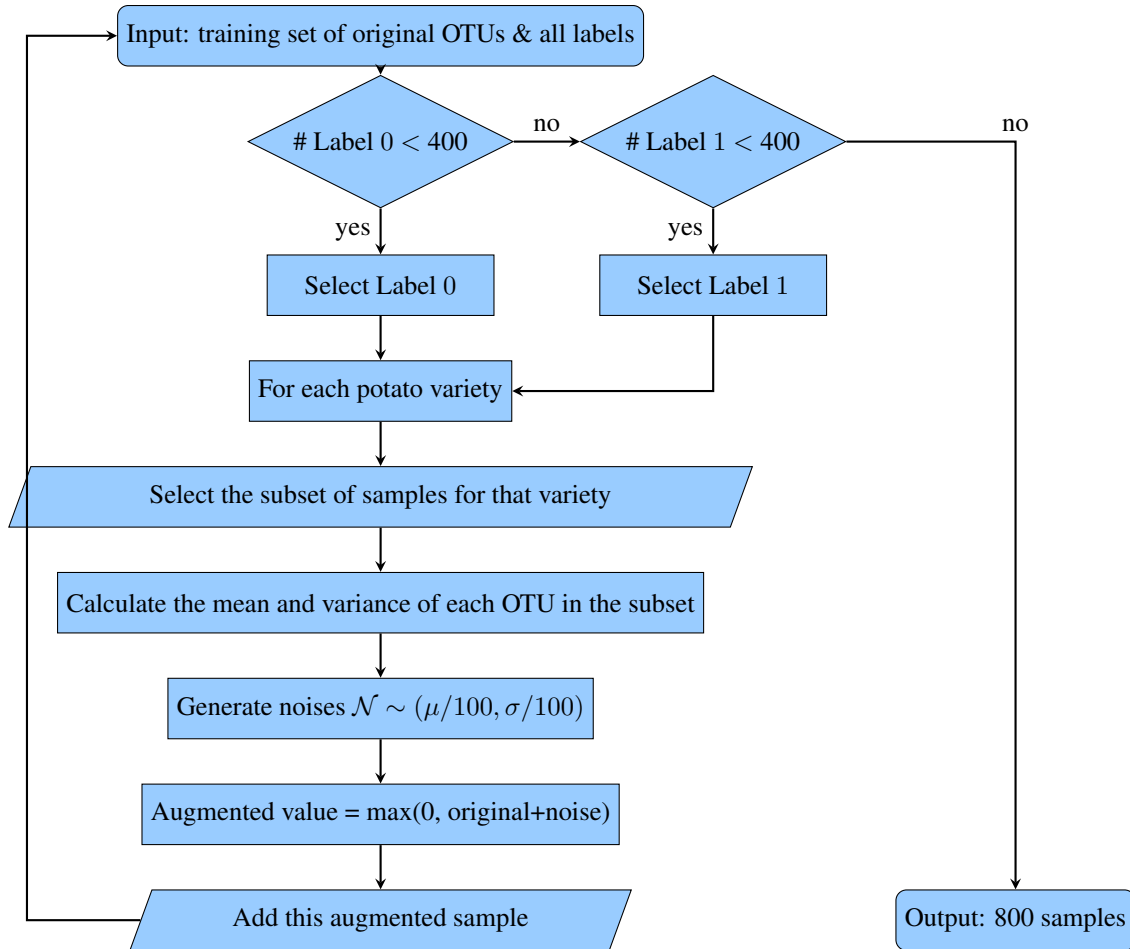 Input: training set of original OTUs & all labels
# Label 0 < 400
no
# Label 1 < 400
no
yes
yes
Select Label 0
Select Label 1
For each potato variety
Select the subset of samples for that variety
Calculate the mean and variance of each OTU in the subset
Generate noises 𝒩 ∼ (μ/100, σ/100)
Augmented value = max(0, original+noise)
Add this augmented sample
Output: 800 samples